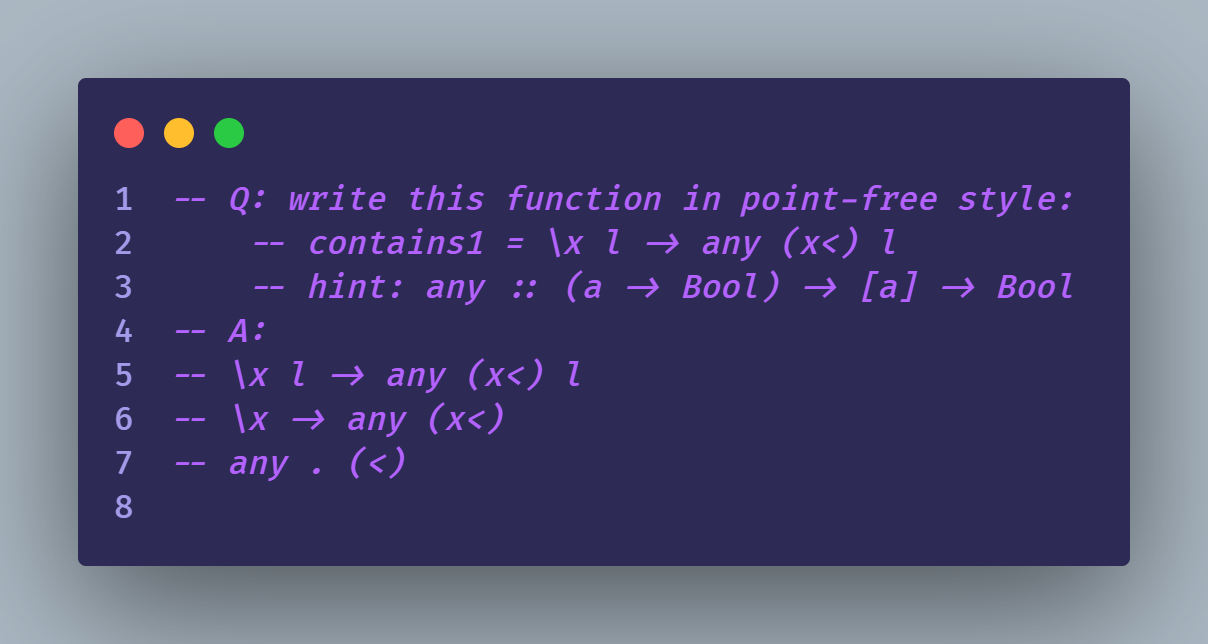 1 -- Q: write this function in point-free style:
2     -- contains1 = \x l -> any (x<) l
3     -- hint: any :: (a -> Bool) -> [a] -> Bool
4 -- A:
5 -- \x l -> any (x<) l
6 -- \x -> any (x<)
7 -- any . (<)
8